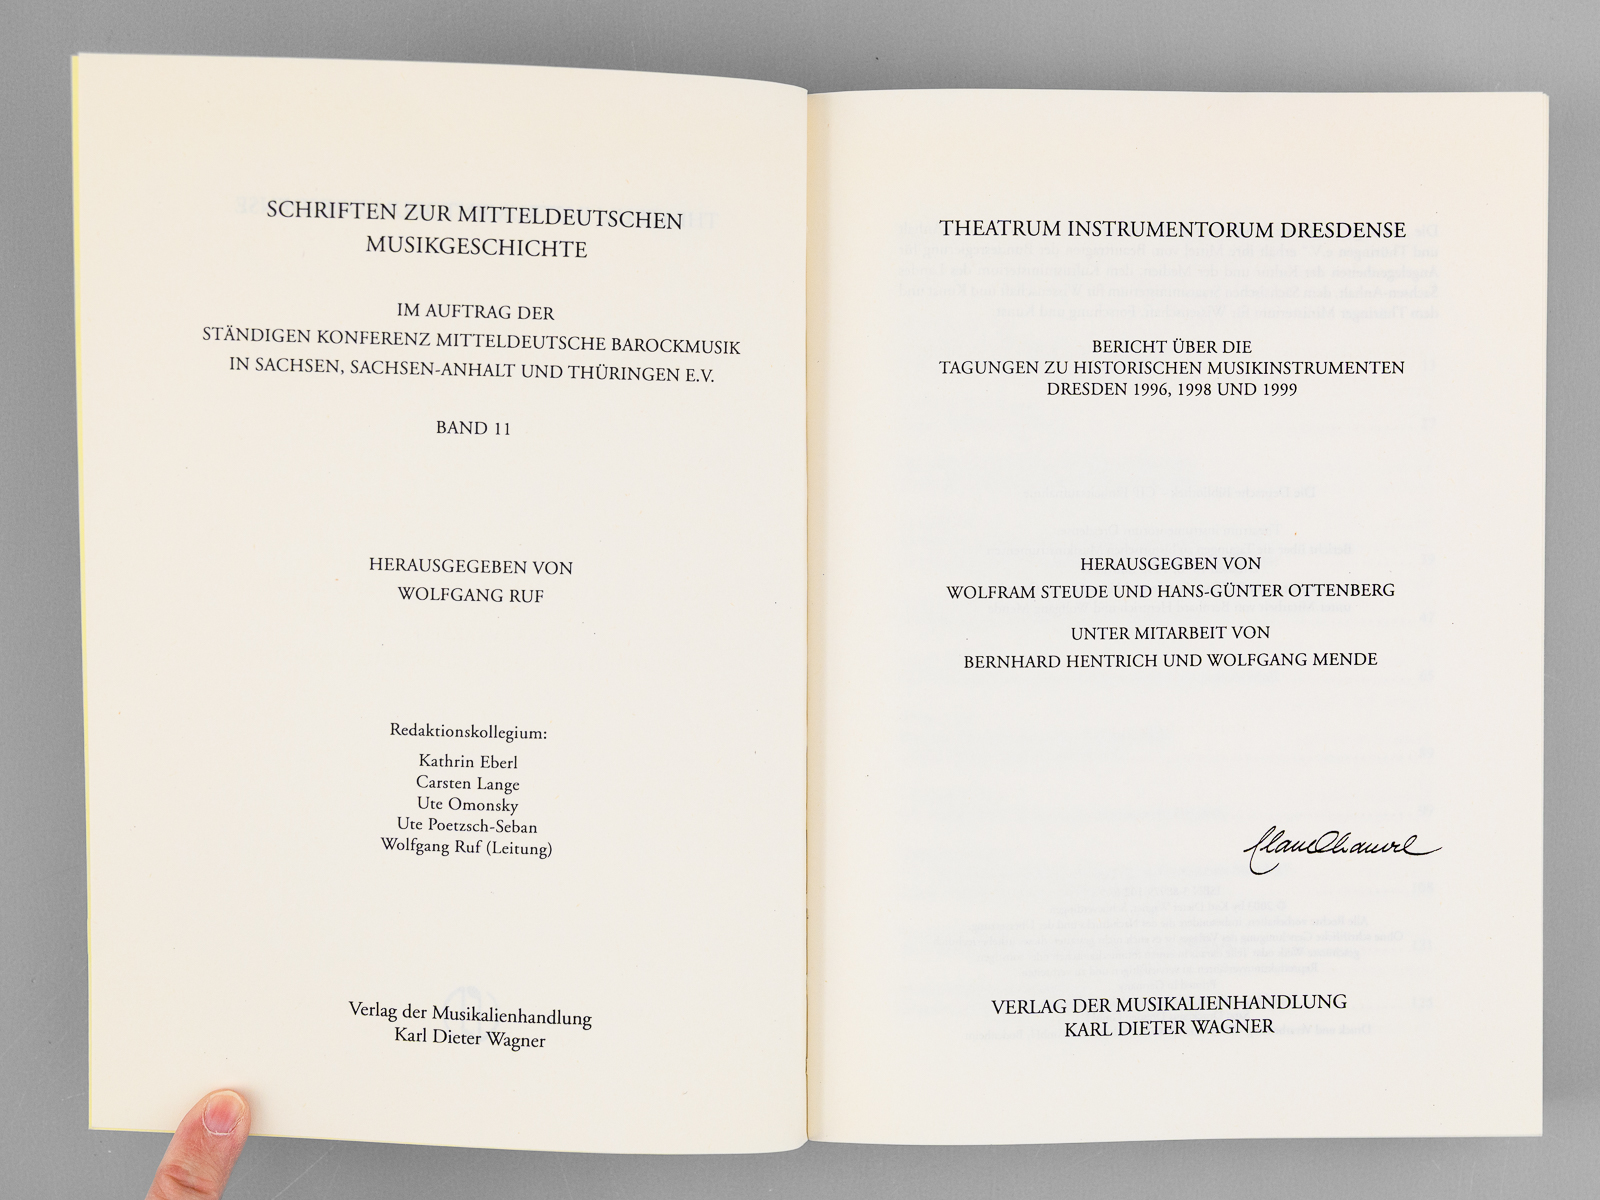 SCHRIFTEN ZUR MITTELDEUTSCHEN
MUSIKGESCHICHTE
IM AUFTRAG DER
STÄNDIGEN KONFERENZ MITTELDEUTSCHE BAROCKMUSIK
IN SACHSEN, SACHSEN-ANHALT UND THÜRINGEN E.V.
BAND 11
HERAUSGEGEBEN VON
WOLFGANG RUF
Redaktionskollegium:
Kathrin Eberl
Carsten Lange
Ute Omonsky
Ute Poetzsch-Seban
Wolfgang Ruf (Leitung)
Verlag der Musikalienhandlung
Karl Dieter Wagner
THEATRUM INSTRUMENTORUM DRESDENSE
BERICHT ÜBER DIE
TAGUNGEN ZU HISTORISCHEN MUSIKINSTRUMENTEN
DRESDEN 1996, 1998 UND 1999
HERAUSGEGBEN VON
WOLFRAM STEUDE UND HANS-GÜNTER OTTENBERG
UNTER MITARBEIT VON
BERNHARD HENTRICH UND WOLFGANG MENDE
VERLAG DER MUSIKALIENHANDLUNG
KARL DIETER WAGNER